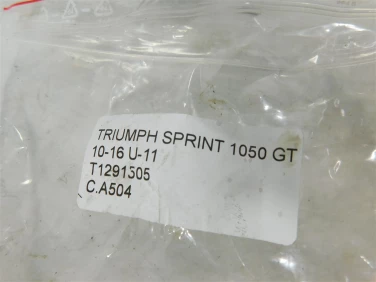 TRIUMPH SPRINT 1050 GT
10-16 U-11
T1291305
C.A504